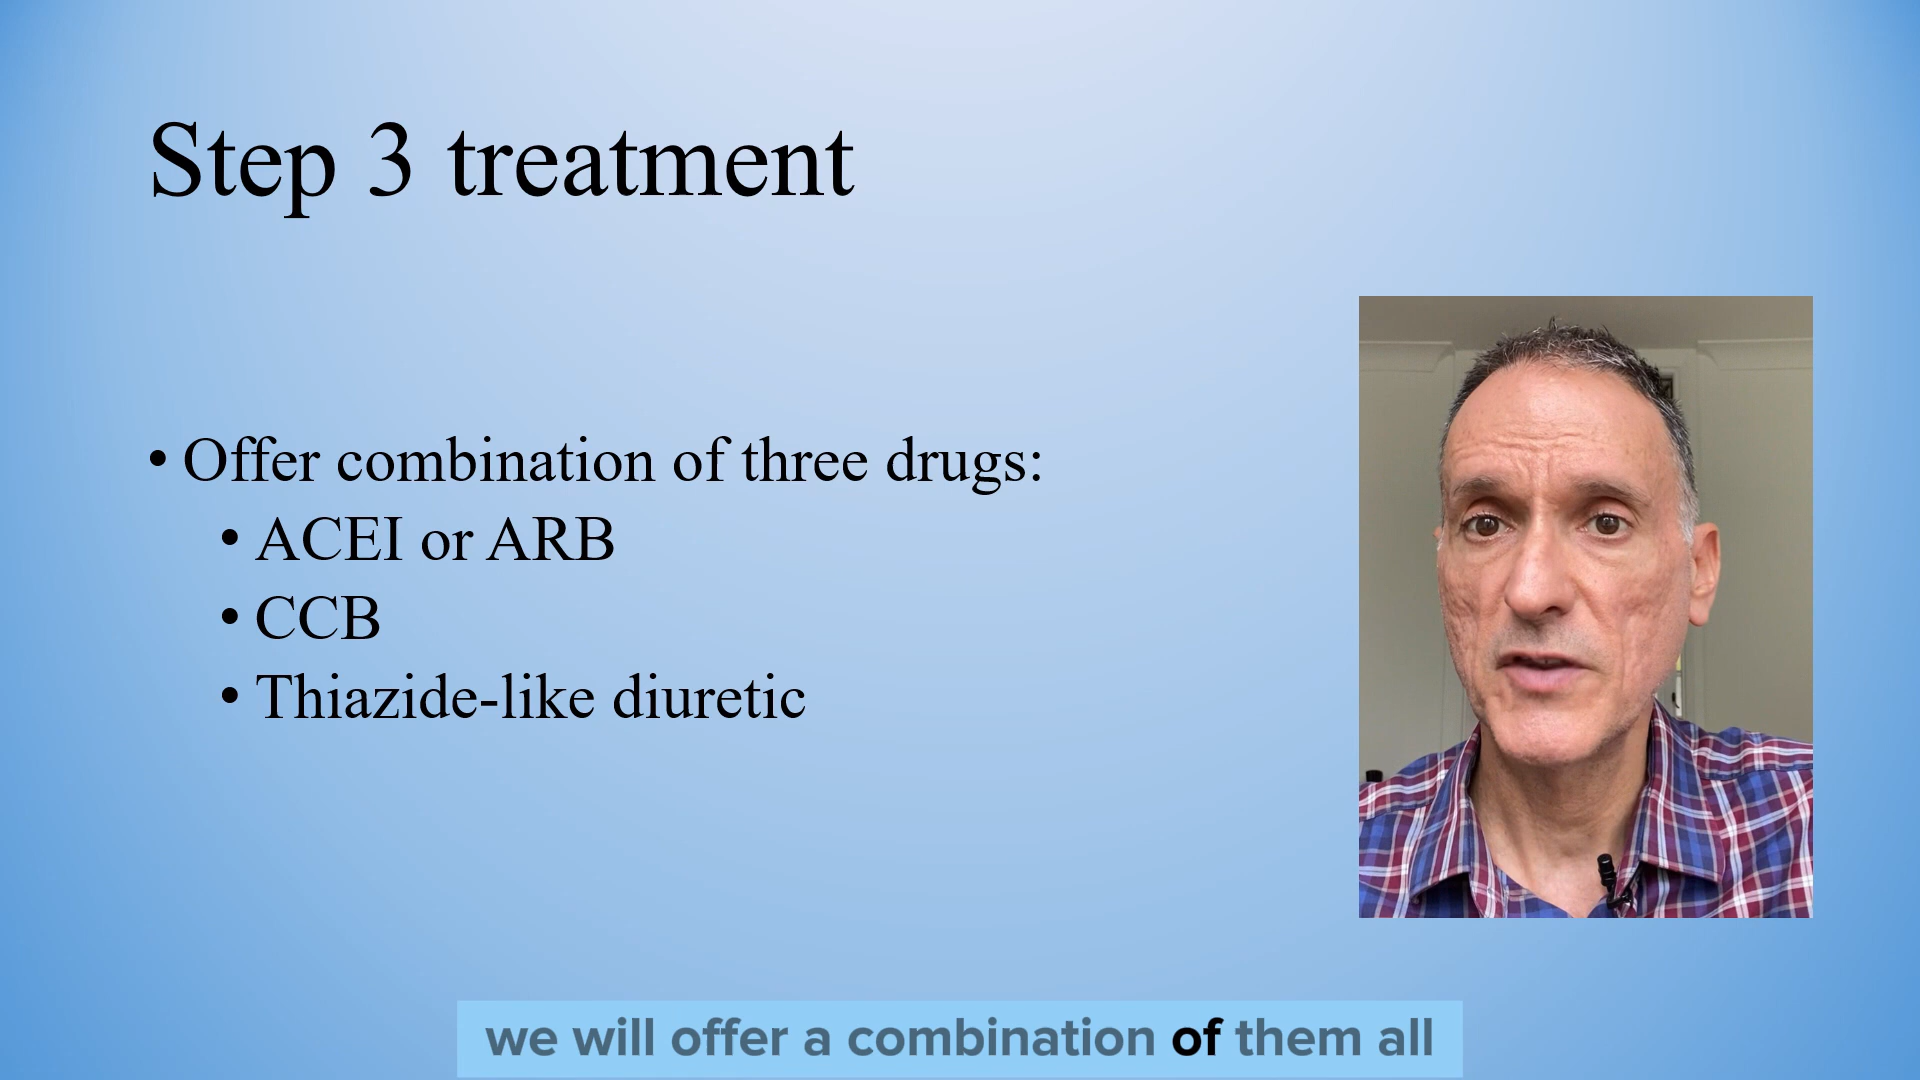 Step 3 treatment
• Offer combination of three drugs:
• ACEI or ARB
• CCB
• Thiazide-like diuretic
we will offer a combination of them all